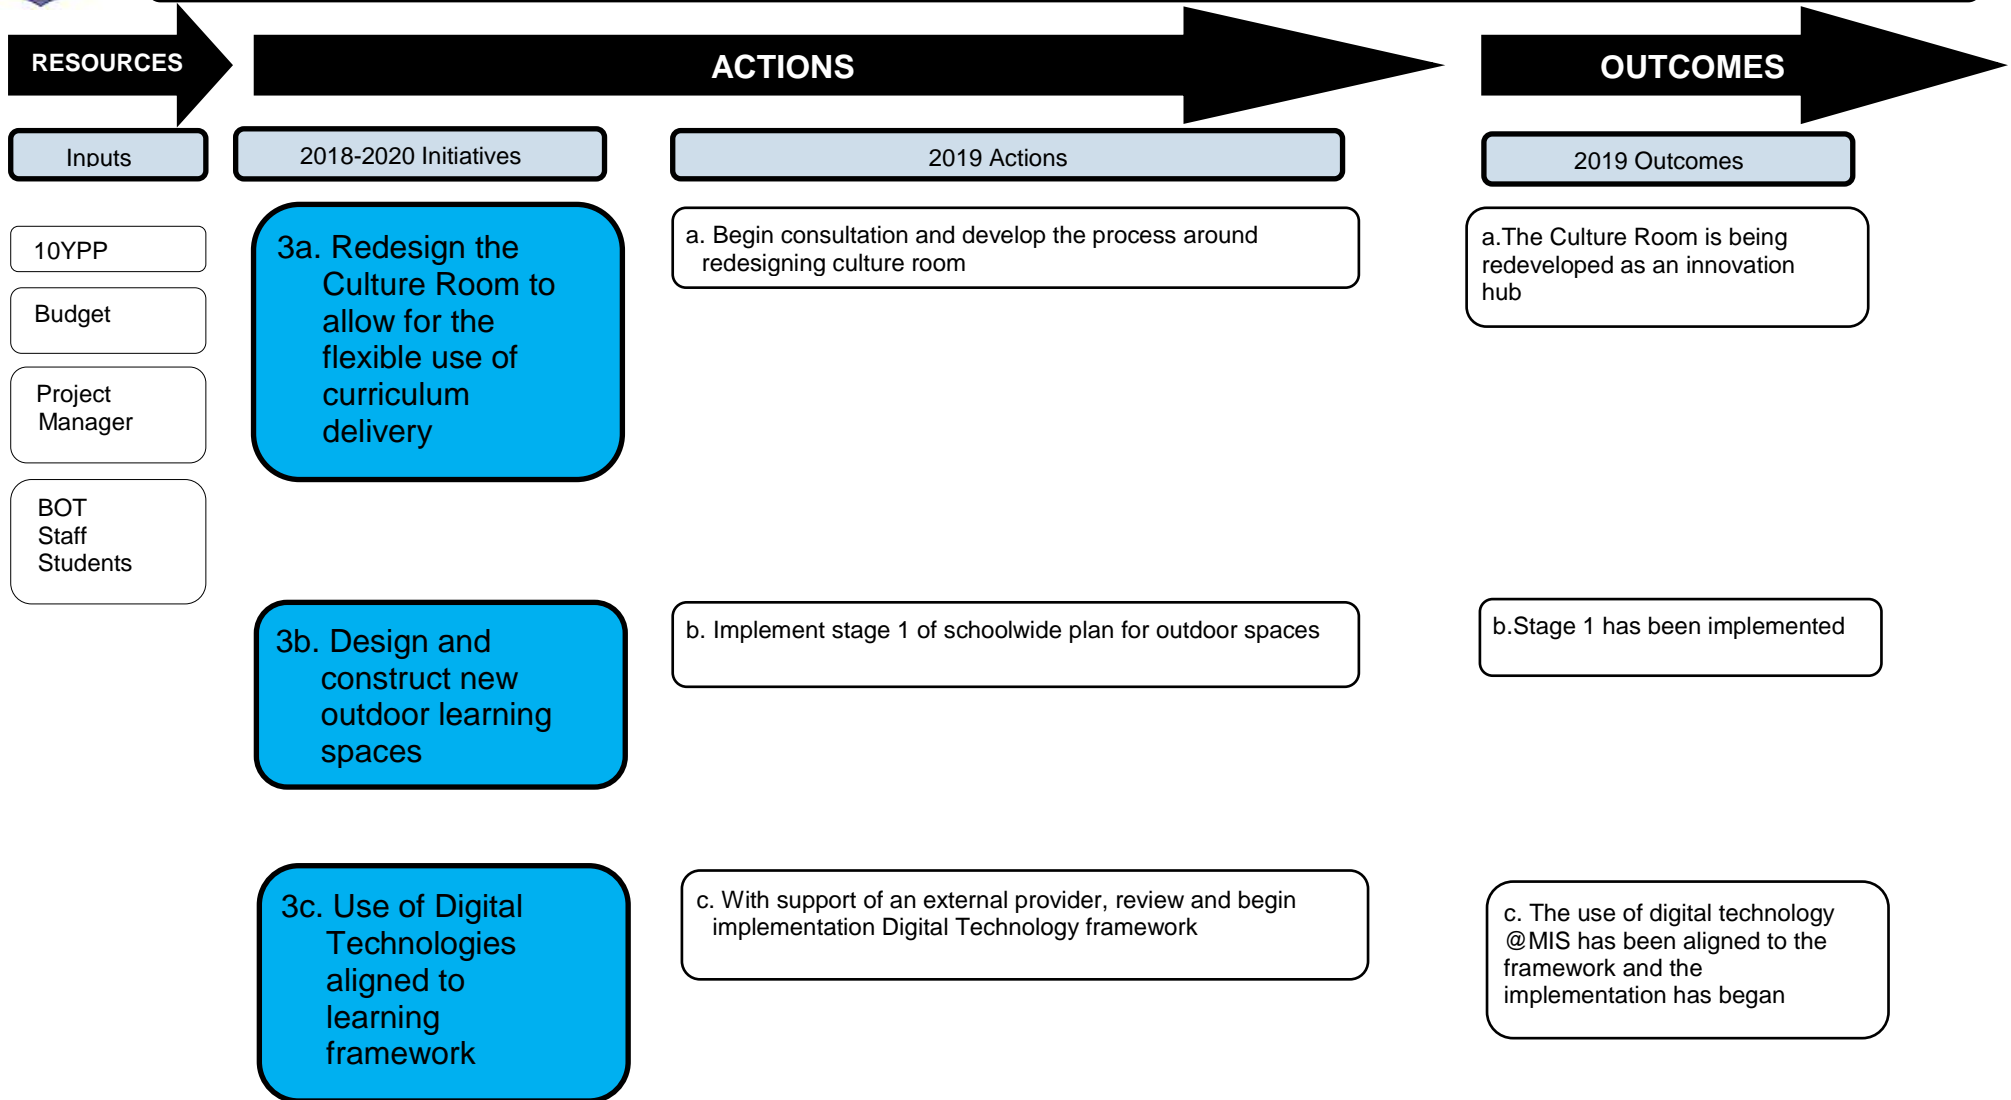 RESOURCES
ACTIONS
OUTCOMES
Inputs
2018-2020 Initiatives
2019 Actions
2019 Outcomes
10YPP
Budget
Project
Manager
BOT
Staff
Students
3a. Redesign the
Culture Room to
allow for the
flexible use of
curriculum
delivery
a. Begin consultation and develop the process around
redesigning culture room
a.The Culture Room is being
redeveloped as an innovation
hub
3b. Design and
construct new
outdoor learning
spaces
b. Implement stage 1 of schoolwide plan for outdoor spaces
b.Stage 1 has been implemented
3c. Use of Digital
Technologies
aligned to
learning
framework
c. With support of an external provider, review and begin
implementation Digital Technology framework
c. The use of digital technology
@MIS has been aligned to the
framework and the
implementation has began